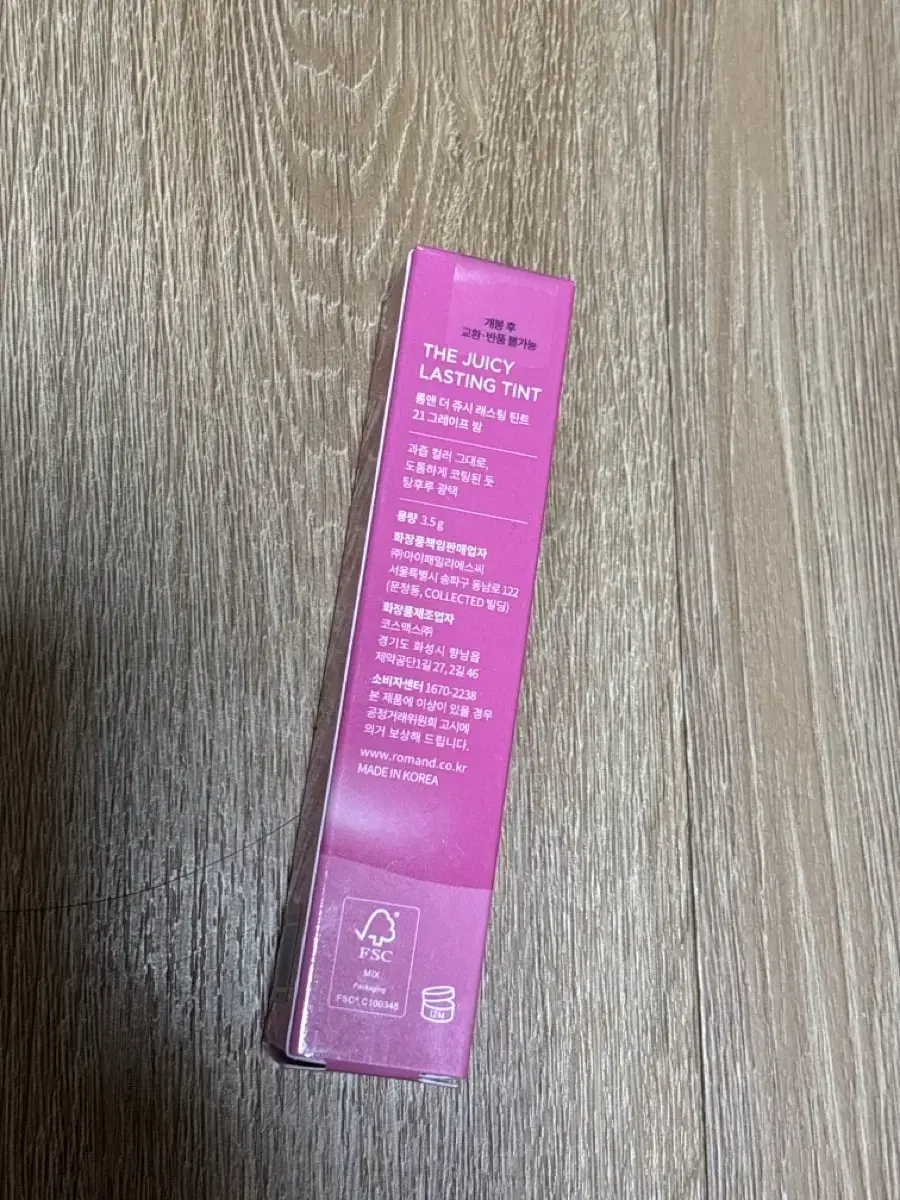 개봉 후
교환·반품 불가능
THE JUICY
LASTING TINT
롬앤 더 쥬시 래스팅 틴트
21 그레이프 밤
과즙 컬러 그대로,
도톰하게 코팅된 듯
탕후루 광택
용량 3.5 g
화장품책임판매업자
㈜아이패밀리에스씨
서울특별시 송파구 동남로 122
(문정동, COLLECTED 빌딩)
화장품제조업자
코스맥스㈜
경기도 화성시 향남읍
제약공단1길 27, 2길 46
소비자센터 1670-2238
본 제품에 이상이 있을 경우
공정거래위원회 고시에
의거 보상해 드립니다.
www.romand.co.kr
MADE IN KOREA
FSC
MIX
Packaging
FSC® C100348
12M